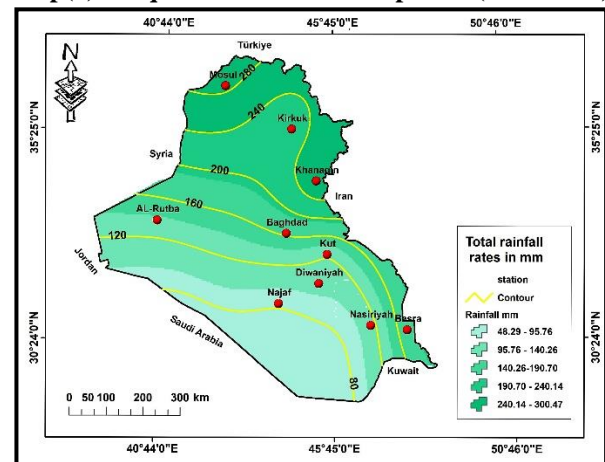 40°44'0"E 45°45'0"E 50°46'0"E
Türkiye
N
Mosul
280
240
Kirkuk
35°25'0"N
35°25'0"N
Syria
200
Khanaqin
Iran
160
AL-Rutba
Baghdad
120
Kut
Jordan
Diwaniyah
Najaf
Nasiriyah
Basra
Saudi Arabia
30°24'0"N
30°24'0"N
Kuwait
80
0 50 100 200 300 km
Total rainfall
rates in mm
station
Contour
Rainfall mm
48.29 - 95.76
95.76 - 140.26
140.26-190.70
190.70 - 240.14
240.14 - 300.47
40°44'0"E 45°45'0"E 50°46'0"E